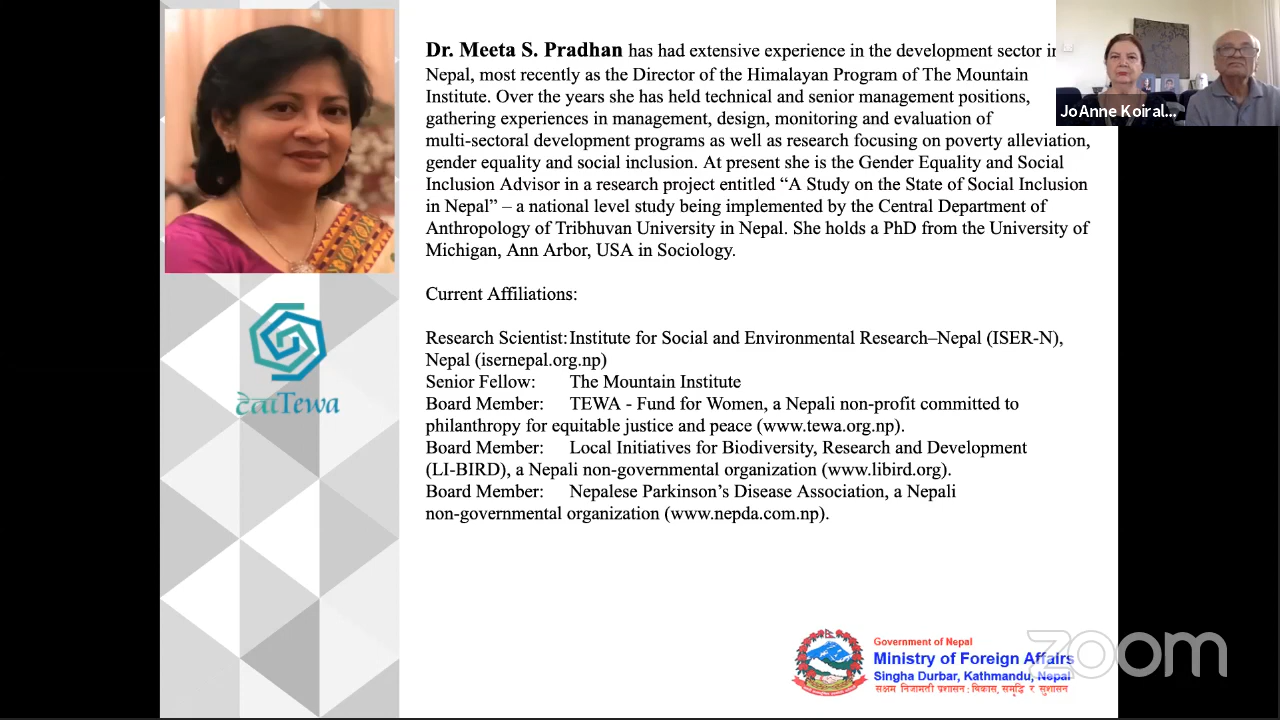 Dr. Meeta S. Pradhan has had extensive experience in the development sector in
Nepal, most recently as the Director of the Himalayan Program of The Mountain
Institute. Over the years she has held technical and senior management positions,
gathering experiences in management, design, monitoring and evaluation of
multi-sectoral development programs as well as research focusing on poverty alleviation,
gender equality and social inclusion. At present she is the Gender Equality and Social
Inclusion Advisor in a research project entitled “A Study on the State of Social Inclusion
in Nepal” – a national level study being implemented by the Central Department of
Anthropology of Tribhuvan University in Nepal. She holds a PhD from the University of
Michigan, Ann Arbor, USA in Sociology.
Current Affiliations:
Research Scientist: Institute for Social and Environmental Research–Nepal (ISER-N),
Nepal (isernepal.org.np)
Senior Fellow: The Mountain Institute
Board Member: TEWA - Fund for Women, a Nepali non-profit committed to
philanthropy for equitable justice and peace (www.tewa.org.np).
Board Member: Local Initiatives for Biodiversity, Research and Development
(LI-BIRD), a Nepali non-governmental organization (www.libird.org).
Board Member: Nepalese Parkinson’s Disease Association, a Nepali
non-governmental organization (www.nepda.com.np).
टेवा Tewa
JoAnne Koiral...
Government of Nepal
Ministry of Foreign Affairs
Singha Durbar, Kathmandu, Nepal
सक्षम निजामती प्रशासन : विकास, समृद्धि र सुशासन
zoom